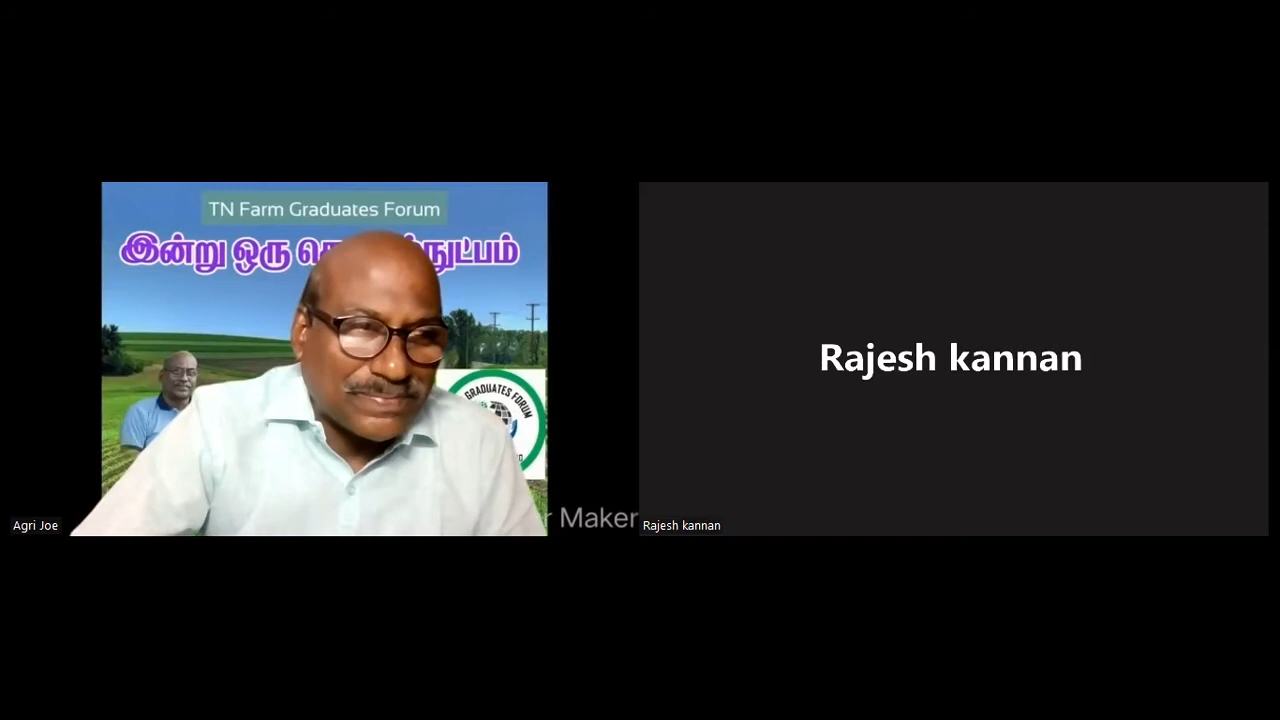 TN Farm Graduates Forum
இன்று ஒரு
GRADUATES FORUM
Maker
Rajesh kannan
Agri Joe
Rajesh kannan